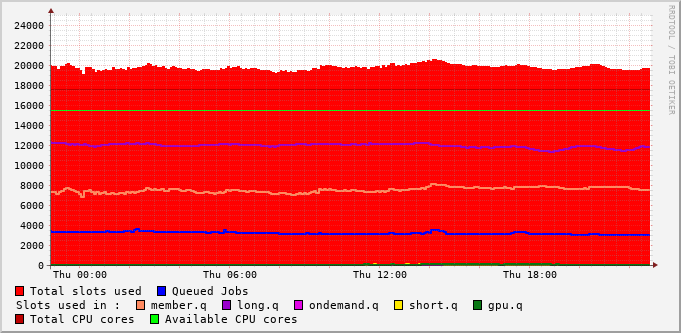 RRDTOOL / TOBI OETIKER
24000
22000
20000
18000
16000
14000
12000
10000
8000
6000
4000
2000
0
Thu 00:00 Thu 06:00 Thu 12:00 Thu 18:00
Total slots used Queued Jobs
Slots used in : member.q long.q ondemand.q short.q gpu.q
Total CPU cores Available CPU cores